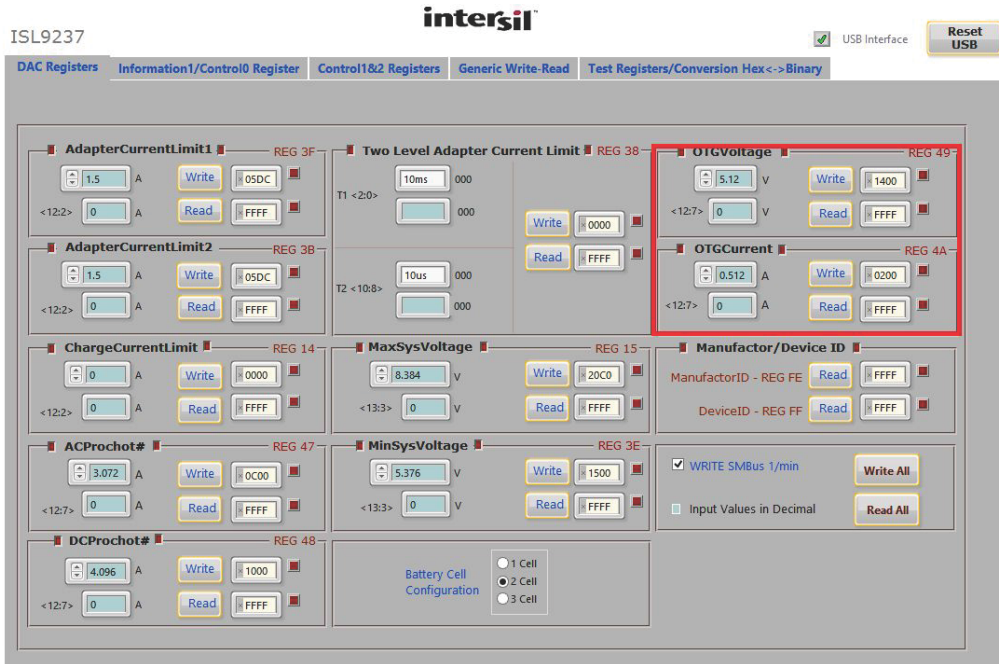 intersil™
ISL9237
USB Interface
Reset USB
DAC Registers
Information1/Control0 Register
Control1&2 Registers
Generic Write-Read
Test Registers/Conversion Hex<->Binary
AdapterCurrentLimit1 REG 3F
1.5 A Write x 05DC
<12:2> 0 A Read x FFFF
AdapterCurrentLimit2 REG 3B
1.5 A Write x 05DC
<12:2> 0 A Read x FFFF
ChargeCurrentLimit REG 14
0 A Write x 0000
<12:2> 0 A Read x FFFF
ACProchot# REG 47
3.072 A Write x 0C00
<12:7> 0 A Read x FFFF
DCProchot# REG 48
4.096 A Write x 1000
<12:7> 0 A Read x FFFF
Two Level Adapter Current Limit REG 38
10ms 000
T1 <2:0>
000
Write x 0000
Read x FFFF
10us 000
T2 <10:8>
000
MaxSysVoltage REG 15
8.384 V Write x 20C0
<13:3> 0 V Read x FFFF
MinSysVoltage REG 3E
5.376 V Write x 1500
<13:3> 0 V Read x FFFF
Battery Cell
Configuration
1 Cell
2 Cell
3 Cell
OTGVoltage REG 49
5.12 V Write x 1400
<12:7> 0 V Read x FFFF
OTGCurrent REG 4A
0.512 A Write x 0200
<12:7> 0 A Read x FFFF
Manufactor/Device ID
ManufactorID - REG FE Read x FFFF
DeviceID - REG FF Read x FFFF
WRITE SMBus 1/min Write All
Input Values in Decimal Read All